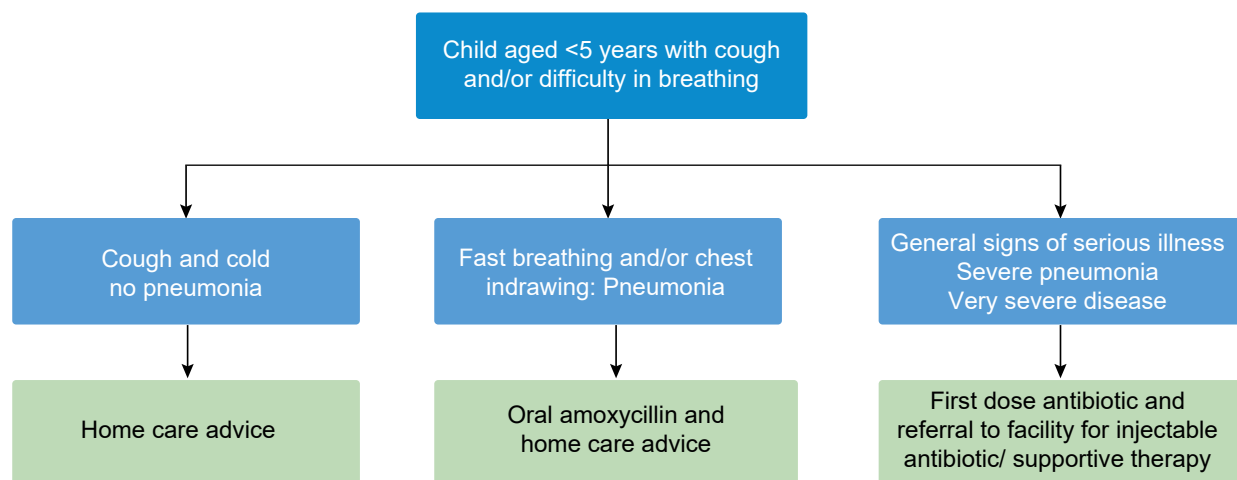 Child aged <5 years with cough
and/or difficulty in breathing
Cough and cold
no pneumonia
Fast breathing and/or chest
indrawing: Pneumonia
General signs of serious illness
Severe pneumonia
Very severe disease
Home care advice
Oral amoxycillin and
home care advice
First dose antibiotic and
referral to facility for injectable
antibiotic/ supportive therapy